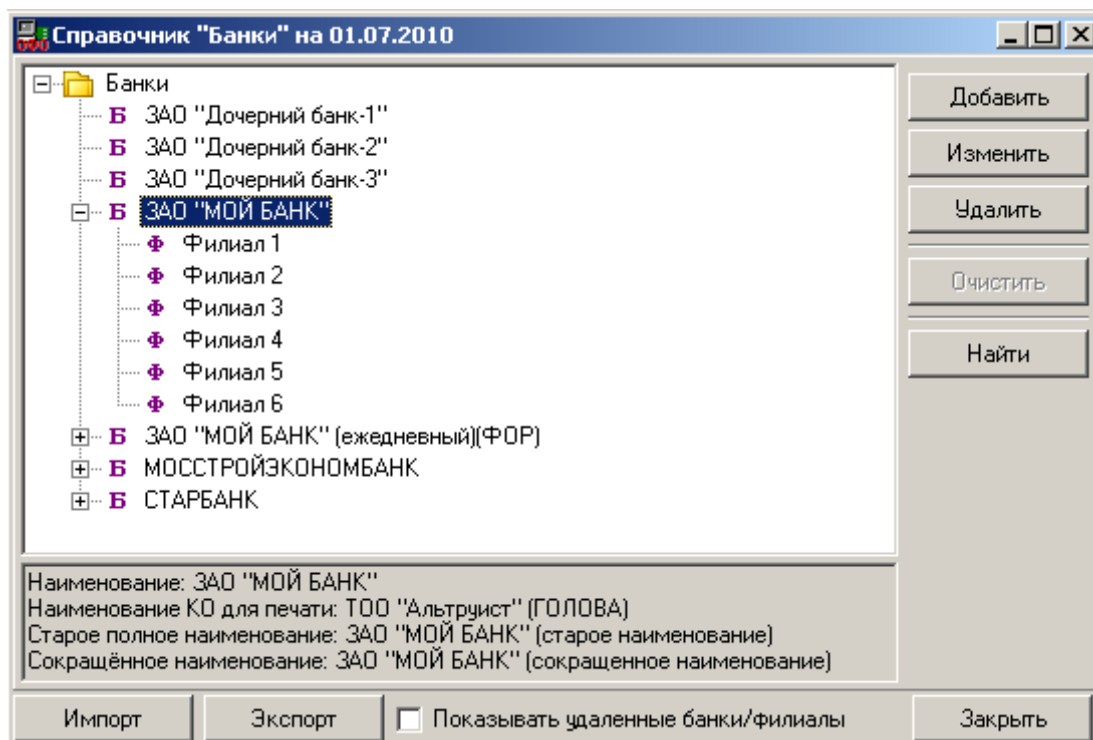 Справочник "Банки" на 01.07.2010
Банки
Б ЗАО "Дочерний банк-1"
Б ЗАО "Дочерний банк-2"
Б ЗАО "Дочерний банк-3"
Б ЗАО "МОЙ БАНК"
Ф Филиал 1
Ф Филиал 2
Ф Филиал 3
Ф Филиал 4
Ф Филиал 5
Ф Филиал 6
Б ЗАО "МОЙ БАНК" (ежедневный)(ФОР)
Б МОССТРОЙЭКОНОМБАНК
Б СТАРБАНК
Добавить
Изменить
Удалить
Очистить
Найти
Наименование: ЗАО "МОЙ БАНК"
Наименование КО для печати: ТОО "Альтруист" (ГОЛОВА)
Старое полное наименование: ЗАО "МОЙ БАНК" (старое наименование)
Сокращённое наименование: ЗАО "МОЙ БАНК" (сокращенное наименование)
Импорт Экспорт Показывать удаленные банки/филиалы Закрыть